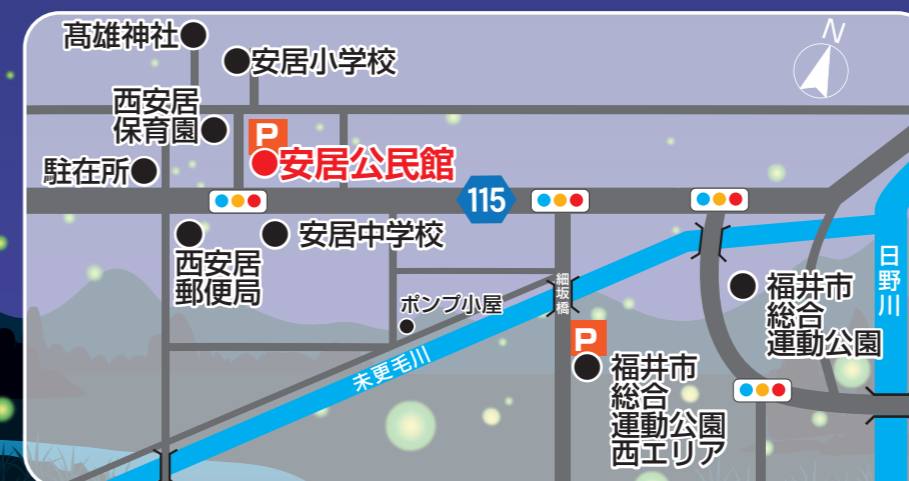 N
髙雄神社
安居小学校
西安居
保育園
P
安居公民館
駐在所
115
西安居
郵便局
安居中学校
ポンプ小屋
細坂橋
日野川
福井市
総合
運動公園
P
福井市
総合
運動公園
西エリア
未更毛川